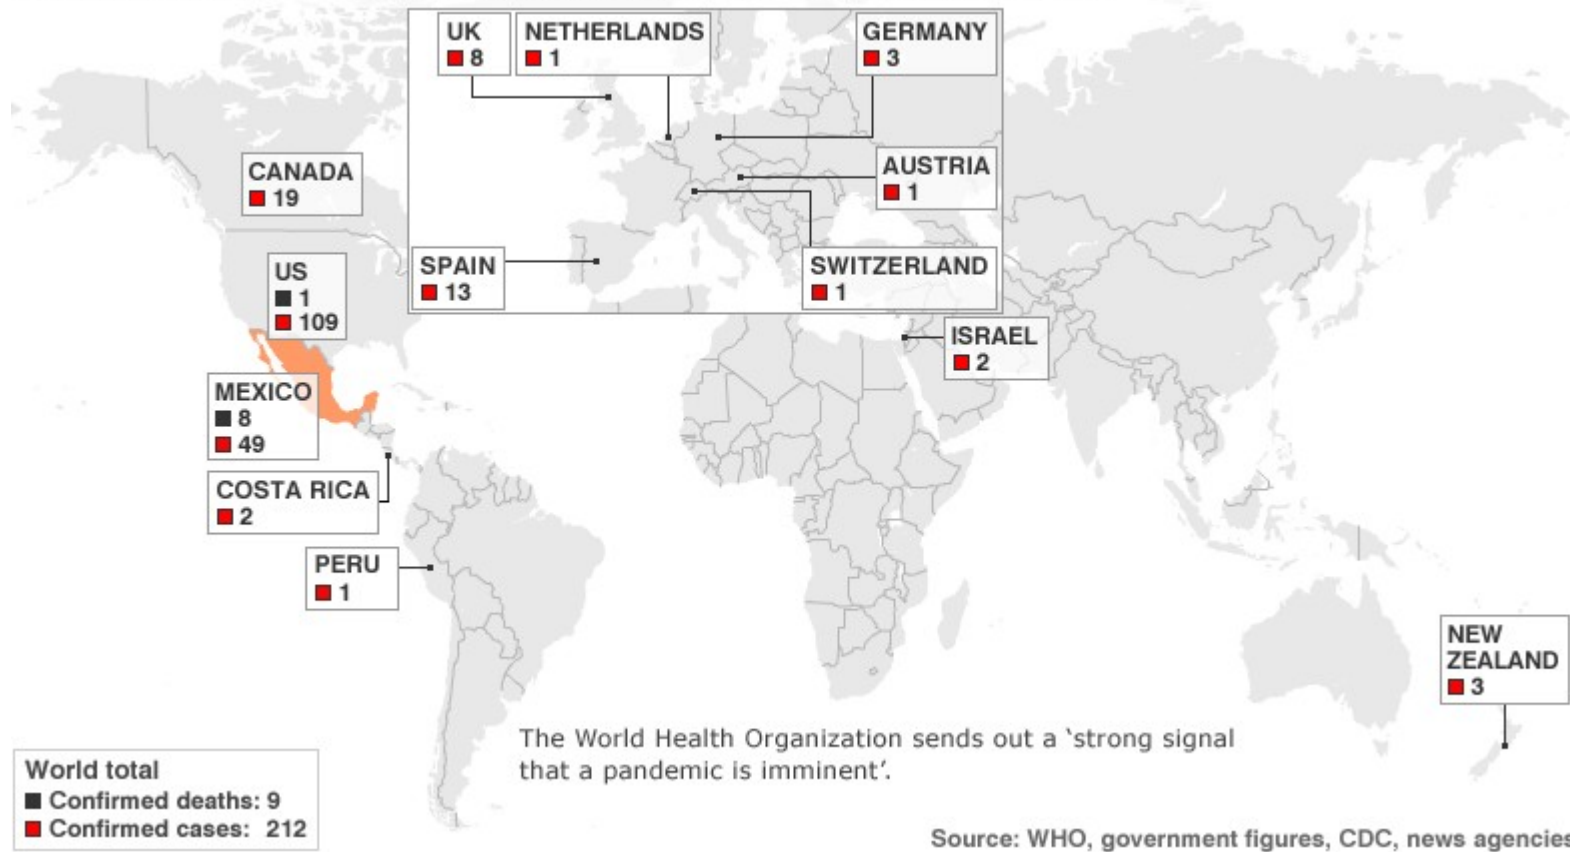 UK
8
NETHERLANDS
1
GERMANY
3
CANADA
19
AUSTRIA
1
US
1
109
SPAIN
13
SWITZERLAND
1
ISRAEL
2
MEXICO
8
49
COSTA RICA
2
PERU
1
NEW
ZEALAND
3
The World Health Organization sends out a ‘strong signal
that a pandemic is imminent’.
World total
Confirmed deaths: 9
Confirmed cases: 212
Source: WHO, government figures, CDC, news agencies